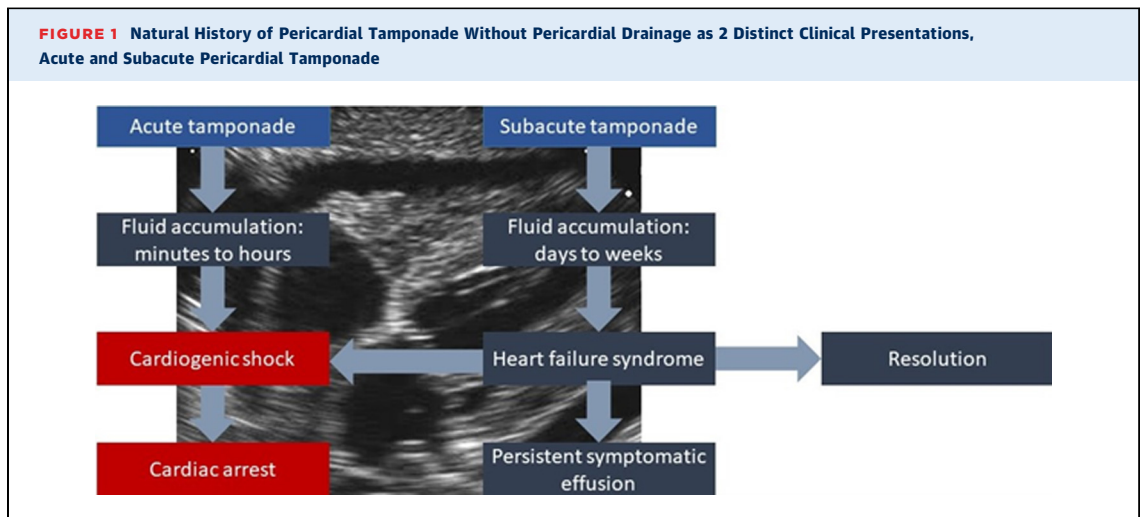 FIGURE 1 Natural History of Pericardial Tamponade Without Pericardial Drainage as 2 Distinct Clinical Presentations,
Acute and Subacute Pericardial Tamponade
Acute tamponade
Subacute tamponade
Fluid accumulation:
minutes to hours
Fluid accumulation:
days to weeks
Cardiogenic shock
Heart failure syndrome
Resolution
Cardiac arrest
Persistent symptomatic
effusion